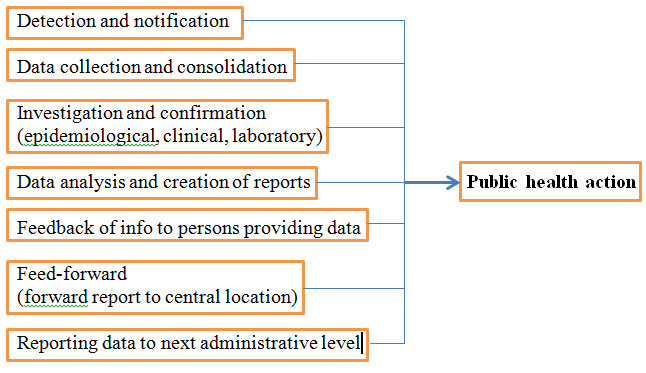 Detection and notification
Data collection and consolidation
Investigation and confirmation
(epidemiological, clinical, laboratory)
Data analysis and creation of reports
Public health action
Feedback of info to persons providing data
Feed-forward
(forward report to central location)
Reporting data to next administrative level